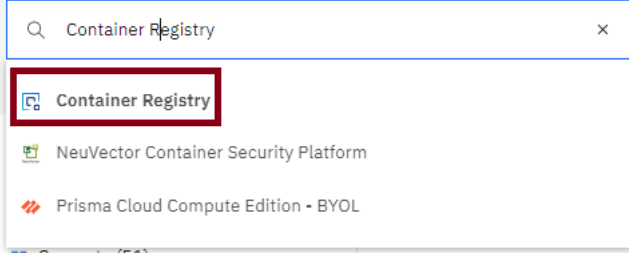 Container Registry
Container Registry
NeuVector Container Security Platform
Prisma Cloud Compute Edition - BYOL